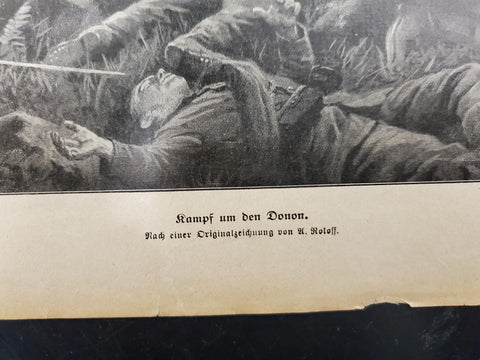 Kampf um den Donon.
Nach einer Originalzeichnung von A. Roloff.